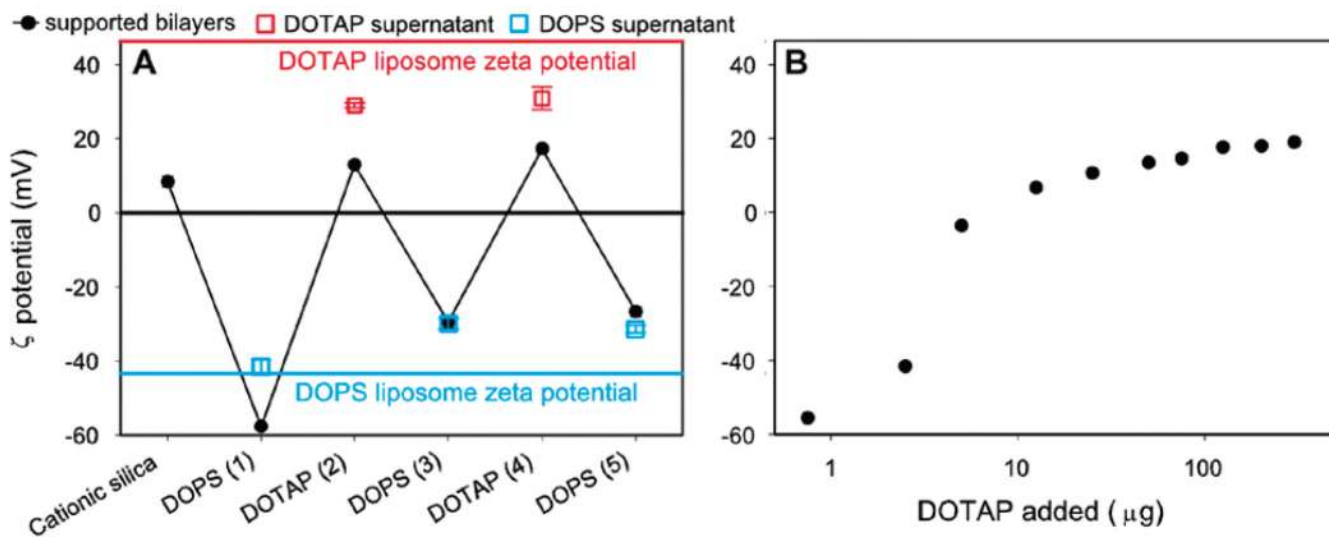 supported bilayers DOTAP supernatant DOPS supernatant
A
DOTAP liposome zeta potential
DOPS liposome zeta potential
ζ potential (mV)
40
20
0
-20
-40
-60
Cationic silica
DOPS (1)
DOTAP (2)
DOPS (3)
DOTAP (4)
DOPS (5)
B
40
20
0
-20
-40
-60
1
10
100
DOTAP added ( μg)